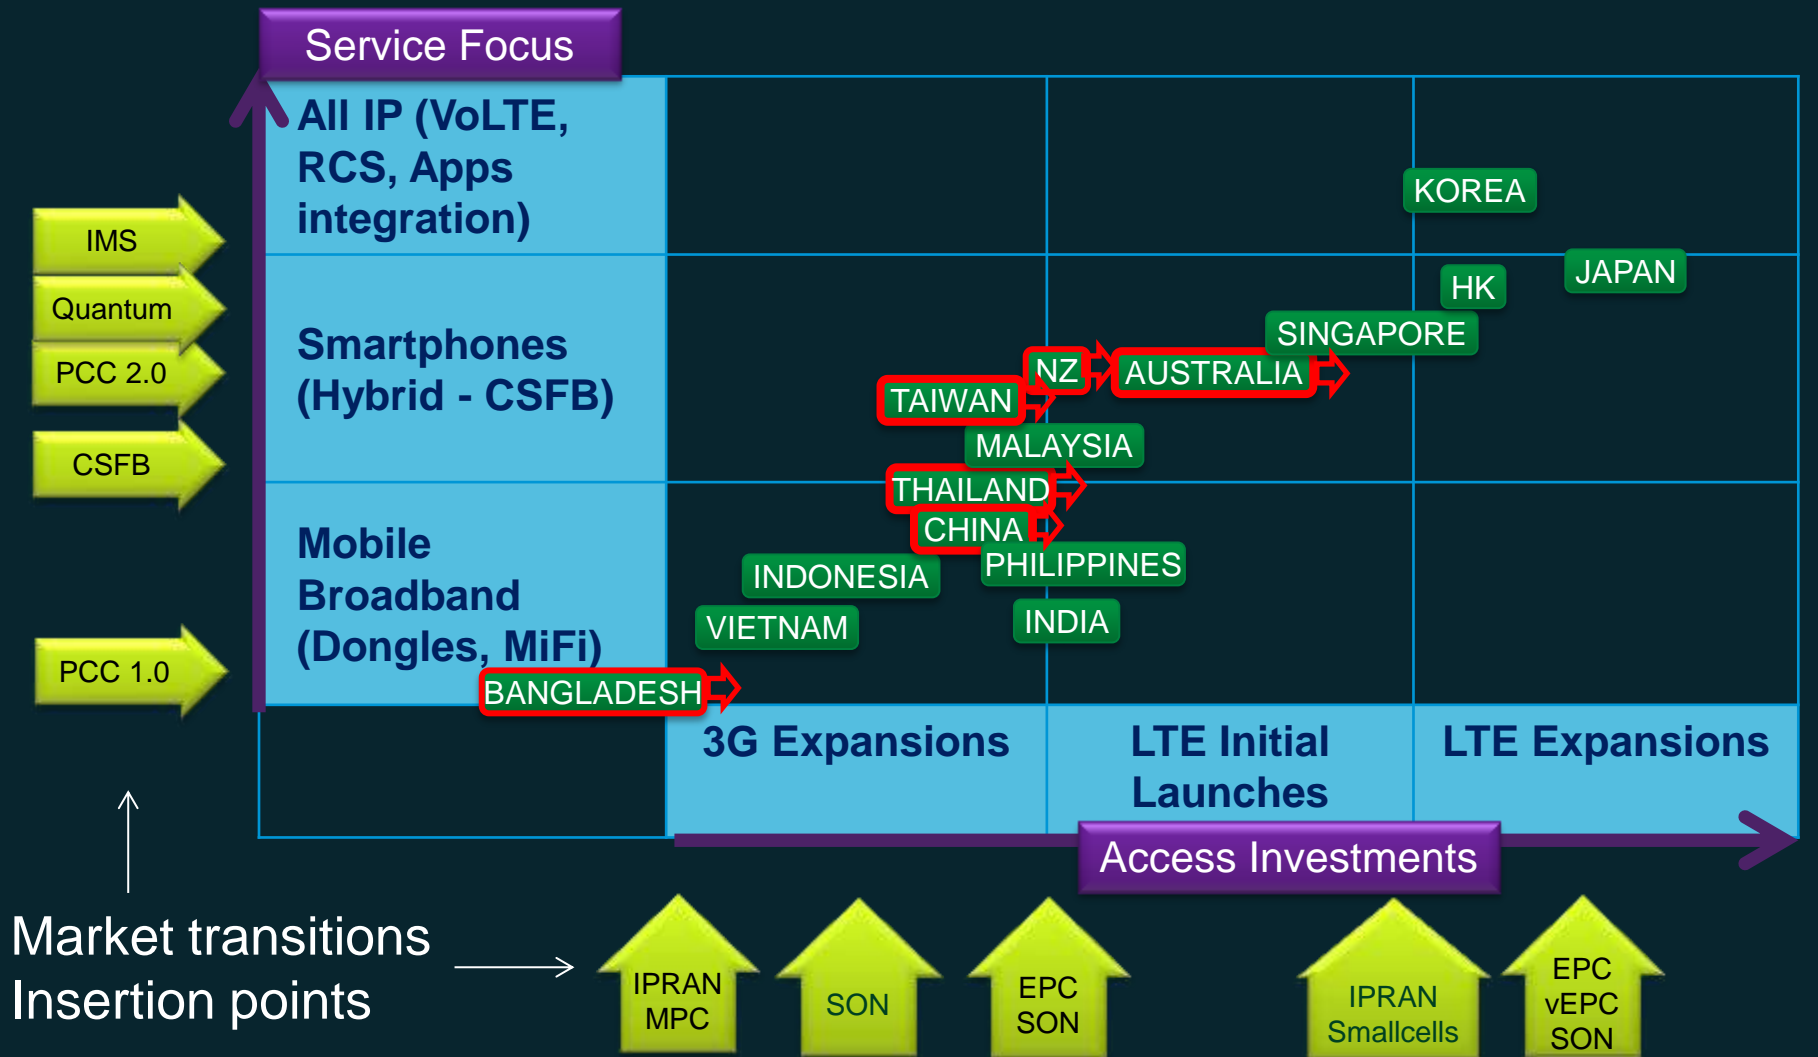 Service Focus
All IP (VoLTE,
RCS, Apps
integration)
KOREA
IMS
Quantum
PCC 2.0
CSFB
Smartphones
(Hybrid - CSFB)
JAPAN
HK
SINGAPORE
NZ
AUSTRALIA
TAIWAN
MALAYSIA
THAILAND
CHINA
Mobile
Broadband
(Dongles, MiFi)
PHILIPPINES
INDONESIA
INDIA
VIETNAM
PCC 1.0
BANGLADESH
3G Expansions
LTE Initial
Launches
LTE Expansions
Access Investments
Market transitions
Insertion points
IPRAN
MPC
SON
EPC
SON
IPRAN
Smallcells
EPC
vEPC
SON